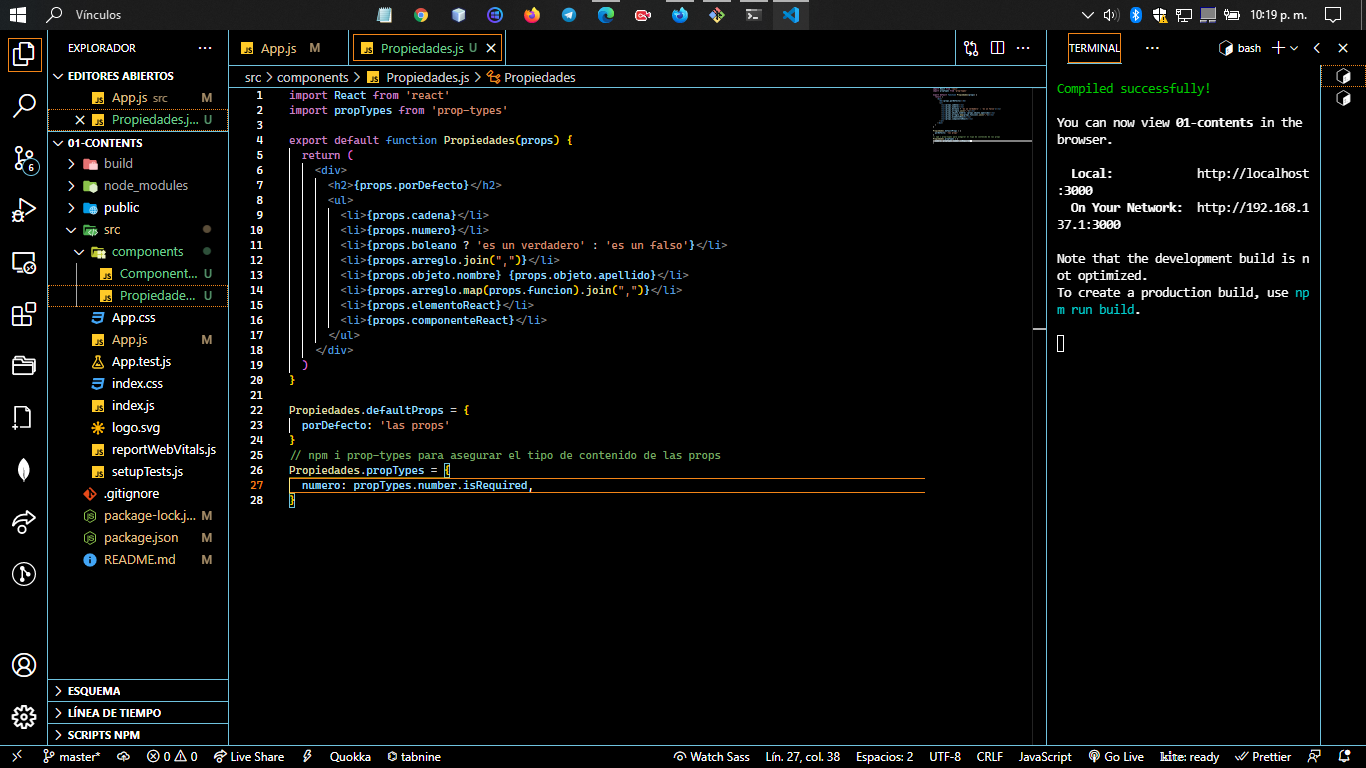 Vínculos
10:19 p. m.
EXPLORADOR
EDITORES ABIERTOS
App.js src M
Propiedades.j... U
01-CONTENTS
build
node_modules
public
src
components
Component... U
Propiedade... U
App.css
App.js M
App.test.js
index.css
index.js
logo.svg
reportWebVitals.js
setupTests.js
.gitignore
package-lock.j... M
package.json M
README.md M
ESQUEMA
LÍNEA DE TIEMPO
SCRIPTS NPM
6
App.js M
Propiedades.js U
src > components > Propiedades.js > Propiedades
1 import React from 'react'
2 import propTypes from 'prop-types'
3
4 export default function Propiedades(props) {
5 return (
6 <div>
7 <h2>{props.porDefecto}</h2>
8 <ul>
9 <li>{props.cadena}</li>
10 <li>{props.numero}</li>
11 <li>{props.boleano ? 'es un verdadero' : 'es un falso'}</li>
12 <li>{props.arreglo.join(",")}</li>
13 <li>{props.objeto.nombre} {props.objeto.apellido}</li>
14 <li>{props.arreglo.map(props.funcion).join(",")}</li>
15 <li>{props.elementoReact}</li>
16 <li>{props.componenteReact}</li>
17 </ul>
18 </div>
19 )
20 }
21
22 Propiedades.defaultProps = {
23 porDefecto: 'las props'
24 }
25 // npm i prop-types para asegurar el tipo de contenido de las props
26 Propiedades.propTypes = {
27 numero: propTypes.number.isRequired,
28 }
TERMINAL
bash
Compiled successfully!
You can now view 01-contents in the
browser.
Local: http://localhost
:3000
On Your Network: http://192.168.1
37.1:3000
Note that the development build is n
ot optimized.
To create a production build, use np
m run build.
master*
0 0
Live Share
Quokka
tabnine
Watch Sass
Lín. 27, col. 38
Espacios: 2
UTF-8
CRLF
JavaScript
Go Live
kite: ready
Prettier